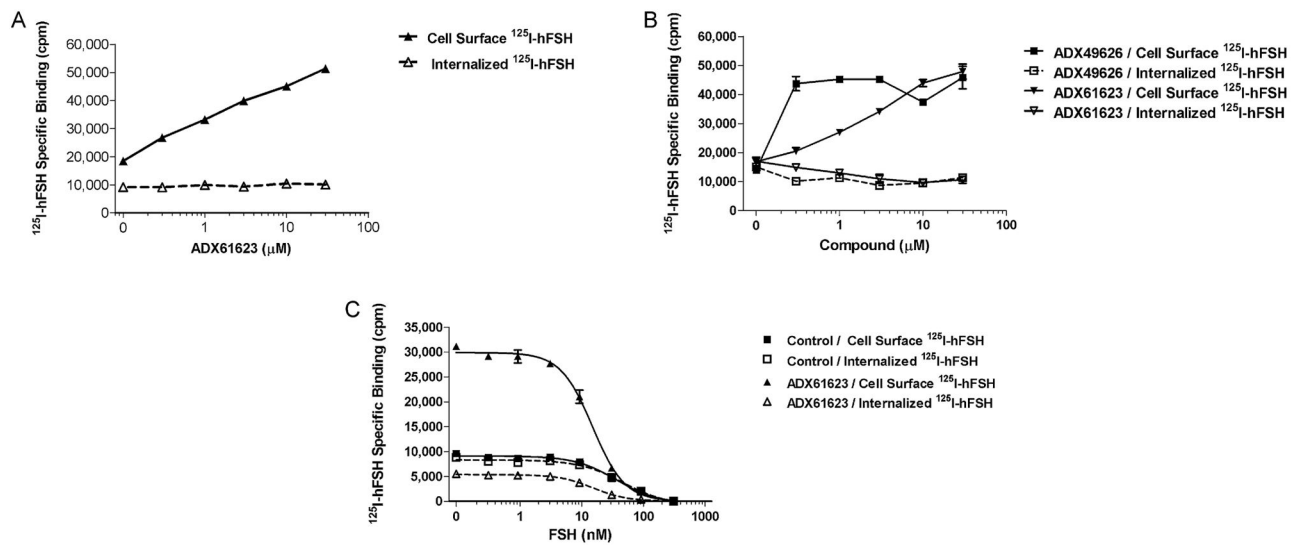 A
¹²⁵I-hFSH Specific Binding (cpm)
60,000
50,000
40,000
30,000
20,000
10,000
0
0
1
10
100
ADX61623 (μM)
Cell Surface ¹²⁵I-hFSH
Internalized ¹²⁵I-hFSH
B
¹²⁵I-hFSH Specific Binding (cpm)
60,000
50,000
40,000
30,000
20,000
10,000
0
0
1
10
100
Compound (μM)
ADX49626 / Cell Surface ¹²⁵I-hFSH
ADX49626 / Internalized ¹²⁵I-hFSH
ADX61623 / Cell Surface ¹²⁵I-hFSH
ADX61623 / Internalized ¹²⁵I-hFSH
C
¹²⁵I-hFSH Specific Binding (cpm)
35,000
30,000
25,000
20,000
15,000
10,000
5,000
0
0
1
10
100
1000
FSH (nM)
Control / Cell Surface ¹²⁵I-hFSH
Control / Internalized ¹²⁵I-hFSH
ADX61623 / Cell Surface ¹²⁵I-hFSH
ADX61623 / Internalized ¹²⁵I-hFSH